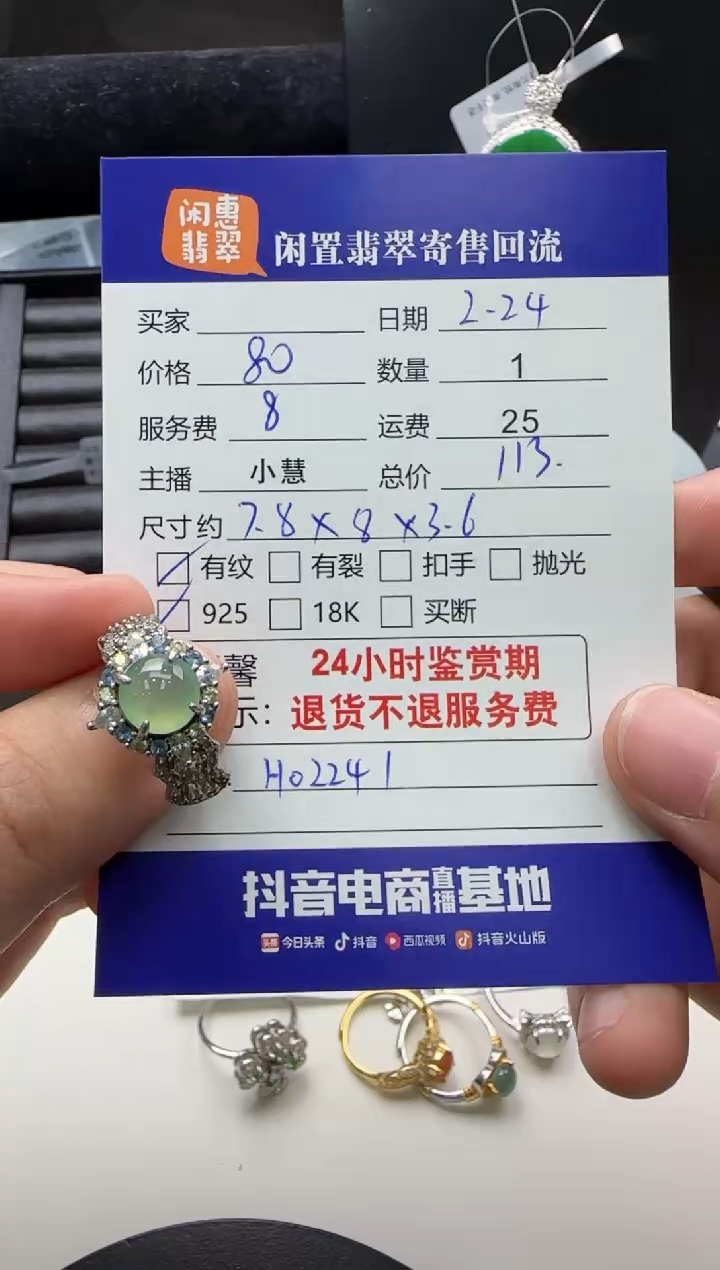 闲惠
翡翠
闲置翡翠寄售回流
买家 日期 2-24
价格 80 数量 1
服务费 8 运费 25
主播 小慧 总价 113.
尺寸约 7.8×8×3.6
有纹 有裂 扣手 抛光
925 18K 买断
馨 24小时鉴赏期
示： 退货不退服务费
H02241
抖音电商直播基地
头条 今日头条 抖音 西瓜视频 抖音火山版